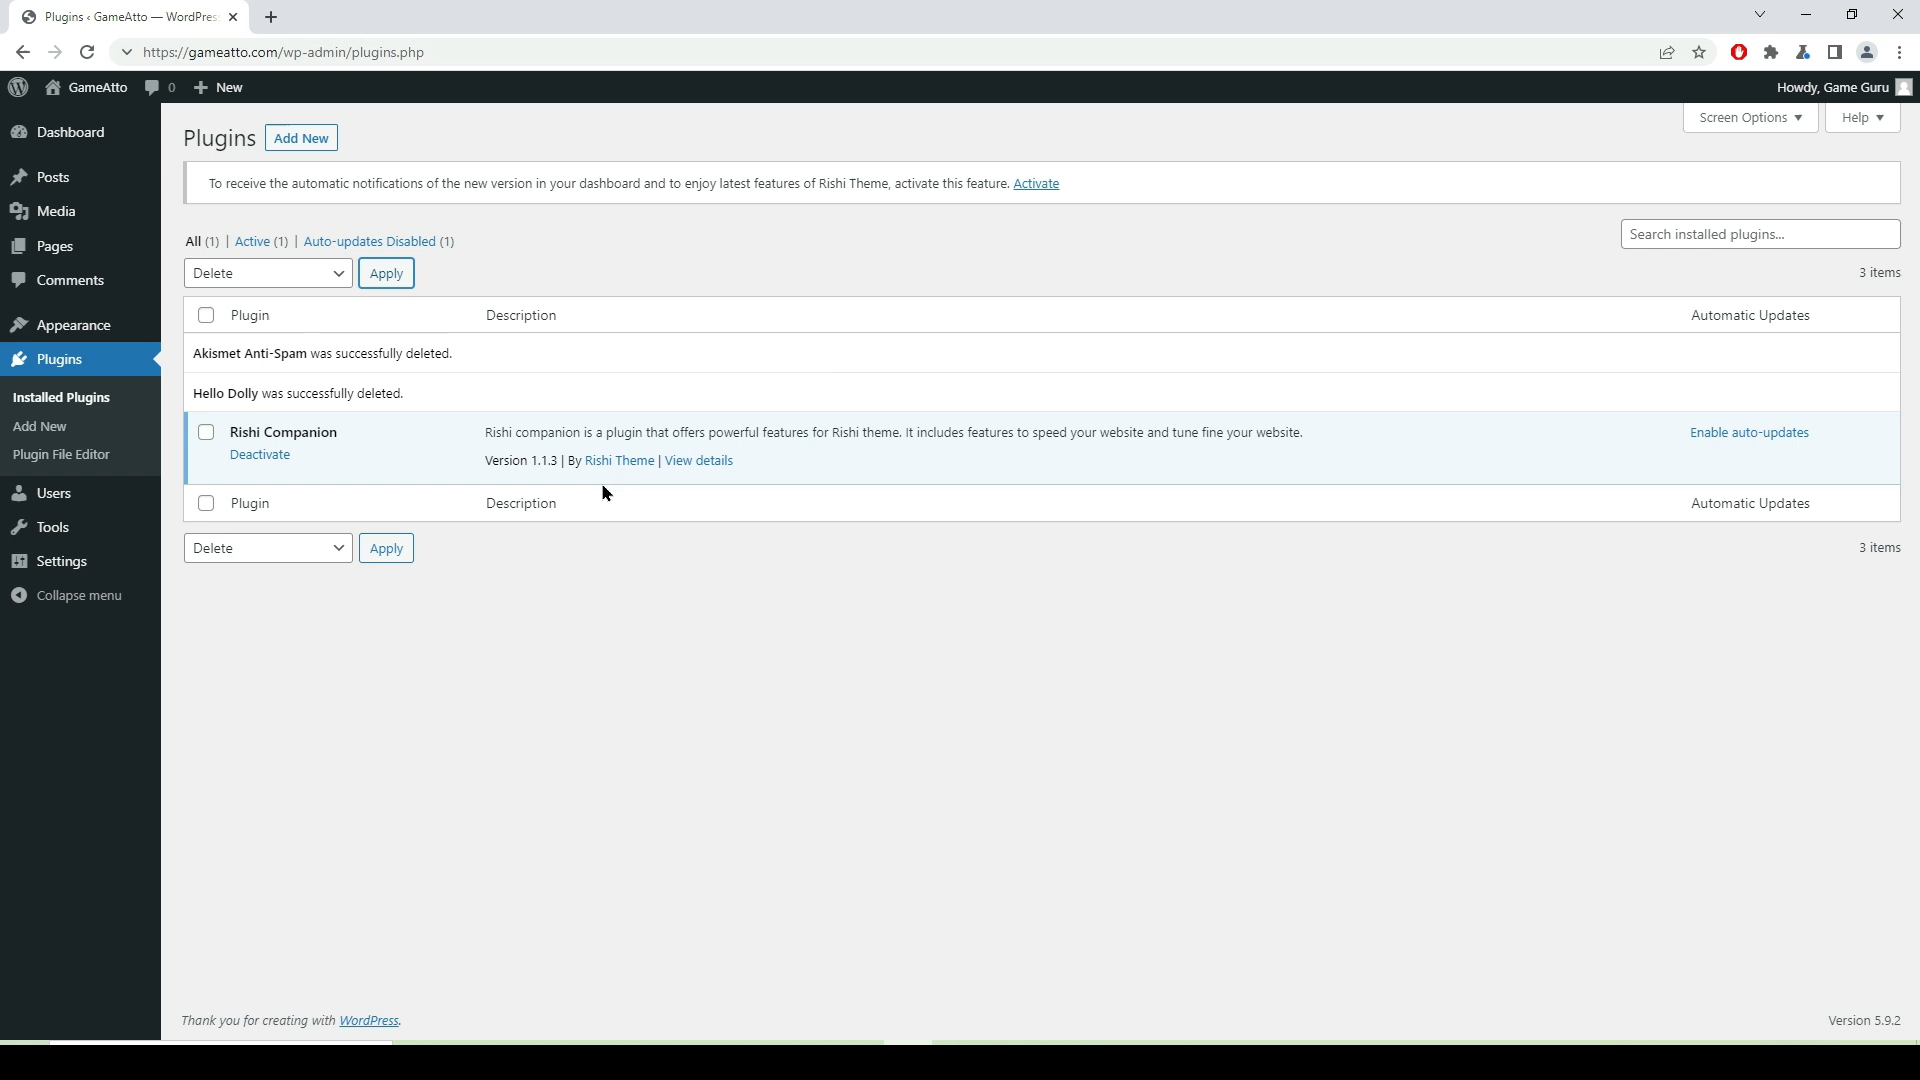 Plugins ‹ GameAtto — WordPres
https://gameatto.com/wp-admin/plugins.php
GameAtto 0 New Howdy, Game Guru
Screen Options Help
Dashboard
Posts
Media
Pages
Comments
Appearance
Plugins
Installed Plugins
Add New
Plugin File Editor
Users
Tools
Settings
Collapse menu
Plugins Add New
To receive the automatic notifications of the new version in your dashboard and to enjoy latest features of Rishi Theme, activate this feature. Activate
All (1) | Active (1) | Auto-updates Disabled (1)
Search installed plugins...
Delete Apply 3 items
Plugin Description Automatic Updates
Akismet Anti-Spam was successfully deleted.
Hello Dolly was successfully deleted.
Rishi Companion Rishi companion is a plugin that offers powerful features for Rishi theme. It includes features to speed your website and tune fine your website. Enable auto-updates
Deactivate Version 1.1.3 | By Rishi Theme | View details
Plugin Description Automatic Updates
Delete Apply 3 items
Thank you for creating with WordPress. Version 5.9.2